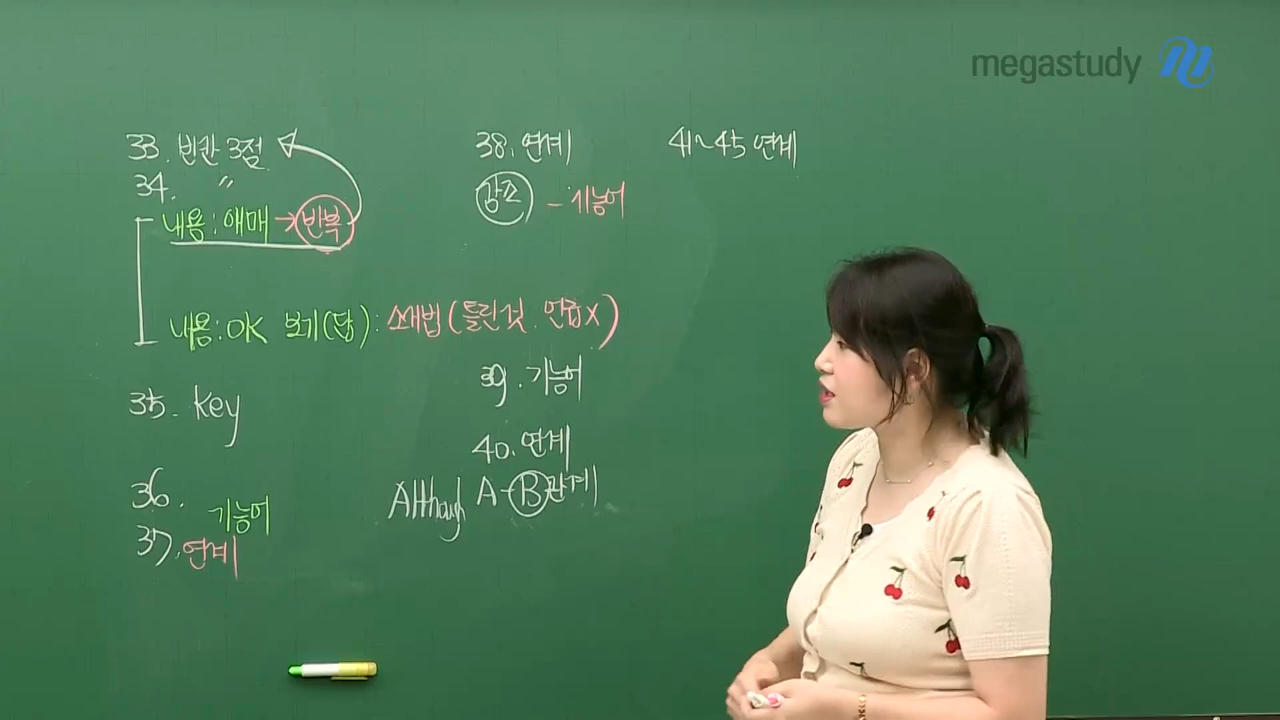 megastudy
33. 빈칸 3점
34. 〃
내용: 애매 → 반복
내용: OK 보기(답): 소거법(틀린것, 언급X)
35. Key
36. 기능어
37. 연계
38. 연계
강조 - 기능어
39. 기능어
40. 연계
Although A - B 관계
41~45 연계